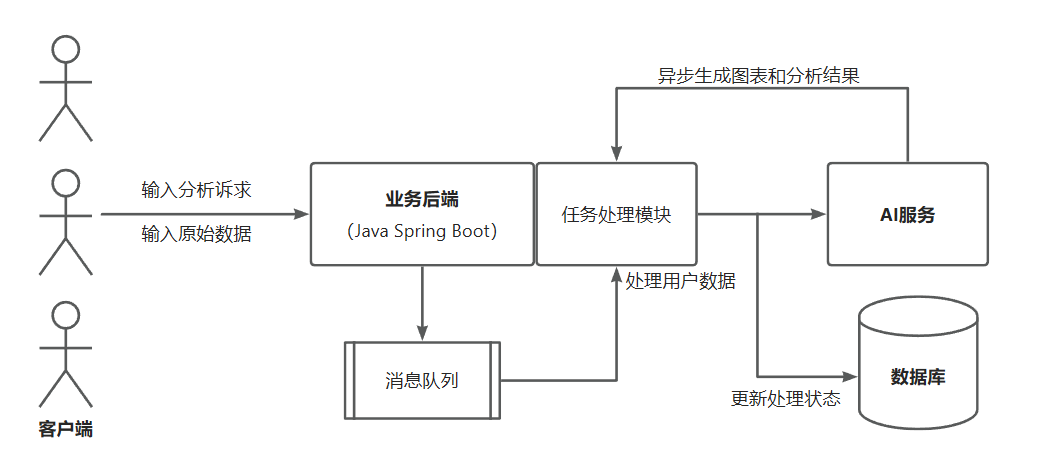 异步生成图表和分析结果
输入分析诉求
输入原始数据
业务后端
（Java Spring Boot）
任务处理模块
AI服务
处理用户数据
消息队列
数据库
更新处理状态
客户端